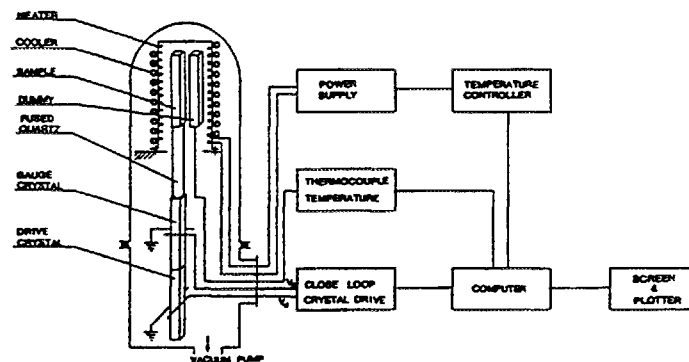 HEATER
COOLER
SAMPLE
DUMMY
FUSED
QUARTZ
GAUGE
CRYSTAL
DRIVE
CRYSTAL
POWER
SUPPLY
TEMPERATURE
CONTROLLER
THERMOCOUPLE
TEMPERATURE
CLOSE LOOP
CRYSTAL DRIVE
COMPUTER
SCREEN
&
PLOTTER
VACUUM PUMP